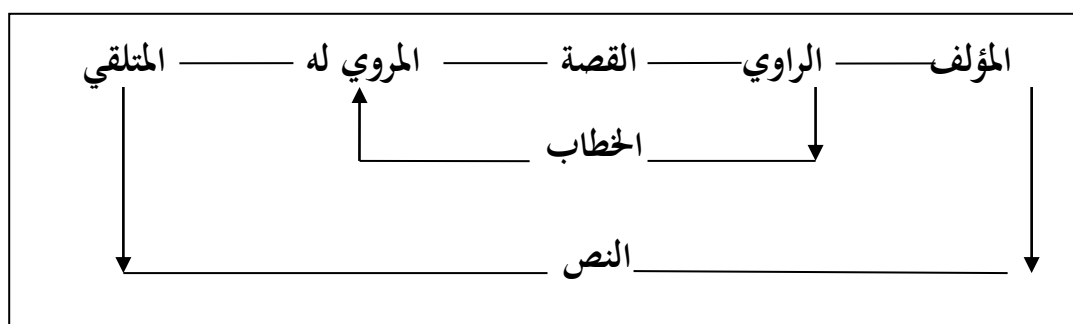 المؤلف الراوي القصة المروي له المتلقي
الخطاب
النص